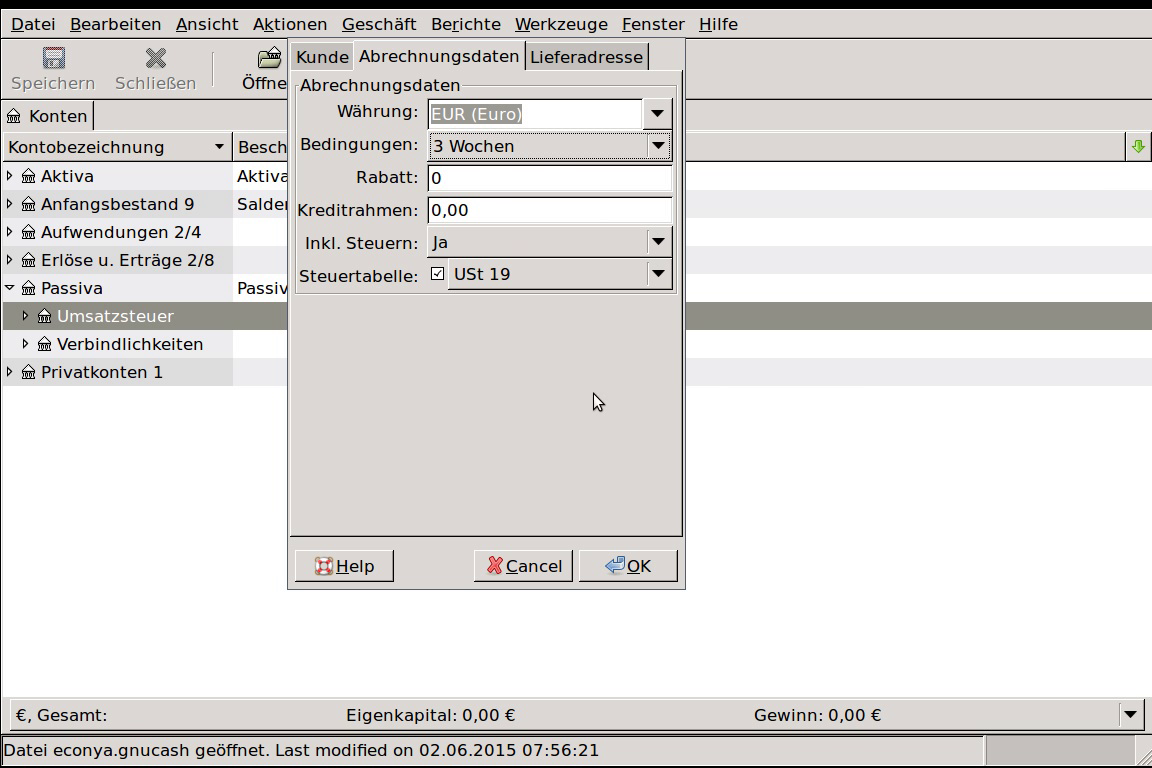 Datei Bearbeiten Ansicht Aktionen Geschäft Berichte Werkzeuge Fenster Hilfe
Speichern Schließen Öffne
Kunde Abrechnungsdaten Lieferadresse
Konten
Kontobezeichnung Besch
Aktiva Aktiva
Anfangsbestand 9 Salder
Aufwendungen 2/4
Erlöse u. Erträge 2/8
Passiva Passiv
Umsatzsteuer
Verbindlichkeiten
Privatkonten 1
Abrechnungsdaten
Währung: EUR (Euro)
Bedingungen: 3 Wochen
Rabatt: 0
Kreditrahmen: 0,00
Inkl. Steuern: Ja
Steuertabelle: USt 19
Help Cancel OK
€, Gesamt: Eigenkapital: 0,00 € Gewinn: 0,00 €
Datei econya.gnucash geöffnet. Last modified on 02.06.2015 07:56:21